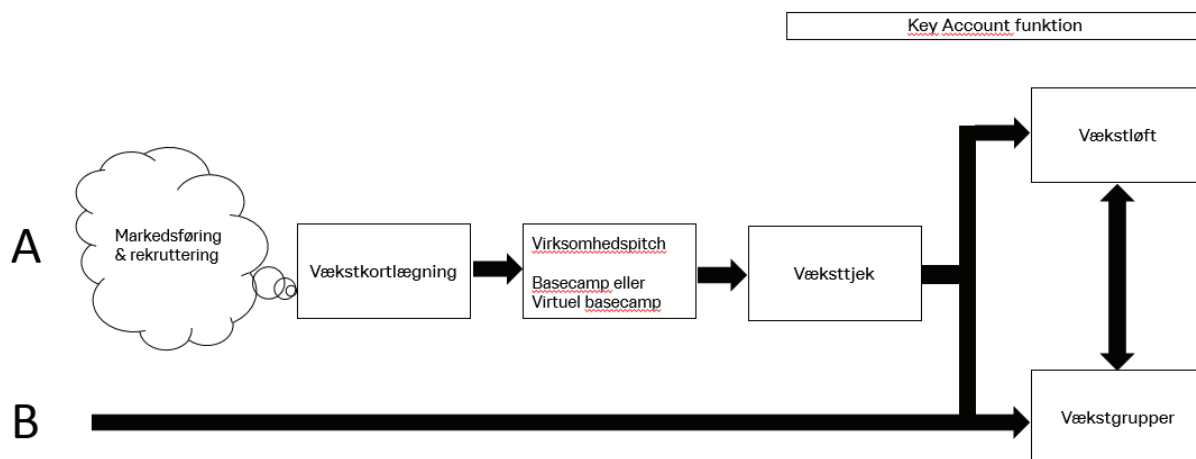 Key Account funktion
Vækstløft
A
Markedsføring
& rekruttering
Vækstkortlægning
Virksomhedspitch
Basecamp eller
Virtuel basecamp
Væksttjek
B
Vækstgrupper